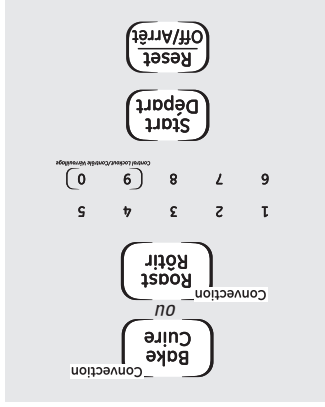 Convection
Bake
Cuire
ou
Convection
Roast
Rôtir
1 2 3 4 5
6 7 8 9 0
Control Lockout/Contrôle Verrouillage
Start
Départ
Reset
Off/Arrêt